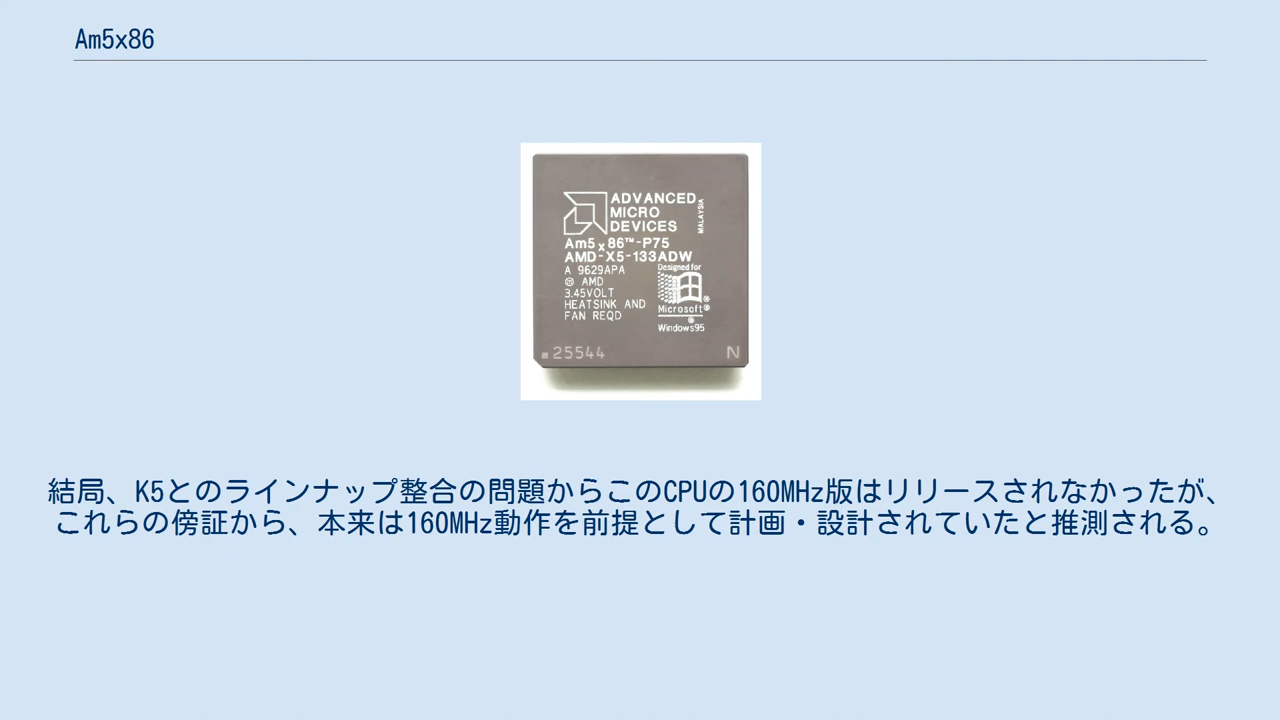 Am5x86
ADVANCED
MICRO
DEVICES
MALAYSIA
Am5x86™-P75
AMD-X5-133ADW
A 9629APA
Ⓜ AMD
3.45VOLT
HEATSINK AND
FAN REQD
Designed for
Microsoft®
Windows95
25544
N
結局、K5とのラインナップ整合の問題からこのCPUの160MHz版はリリースされなかったが、
これらの傍証から、本来は160MHz動作を前提として計画・設計されていたと推測される。